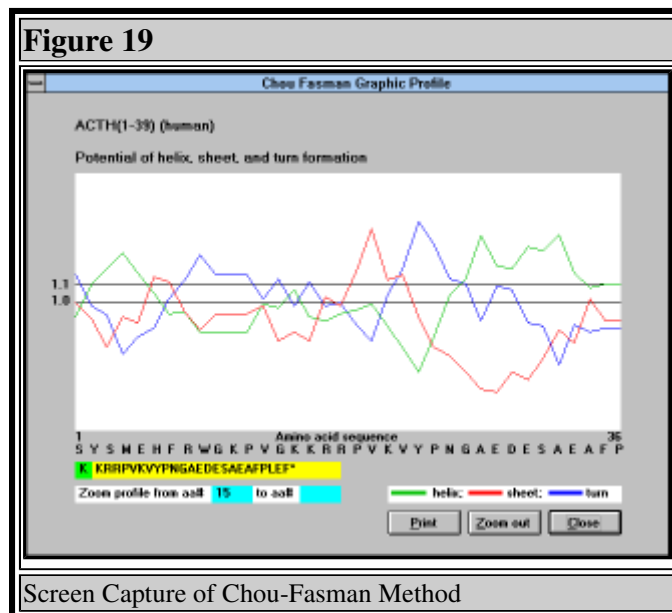 Figure 19
Chou Fasman Graphic Profile
ACTH(1-39) (human)
Potential of helix, sheet, and turn formation
1.1
1.0
1 Amino acid sequence 36
S Y S M E H F R W G K P V G K K R R P V K V Y P N G A E D E S A E A F P
K KRRPVKVYPNGAEDESAEAFPLEF*
Zoom profile from aa# 15 to aa# helix; sheet; turn
Print Zoom out Close
Screen Capture of Chou-Fasman Method